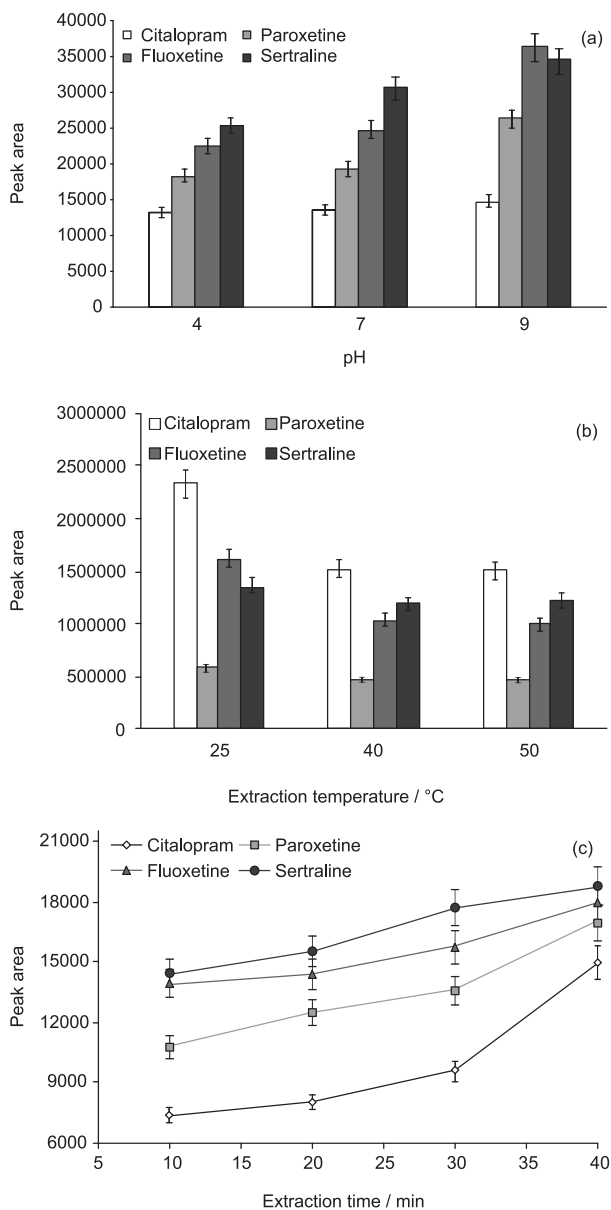 40000
35000
30000
25000
20000
15000
10000
5000
0
Peak area
Citalopram Paroxetine
Fluoxetine Sertraline
(a)
4 7 9
pH
3000000
2500000
2000000
1500000
1000000
500000
0
Peak area
Citalopram Paroxetine
Fluoxetine Sertraline
(b)
25 40 50
Extraction temperature / °C
21000
18000
15000
12000
9000
6000
Peak area
Citalopram Paroxetine
Fluoxetine Sertraline
(c)
5 10 15 20 25 30 35 40
Extraction time / min